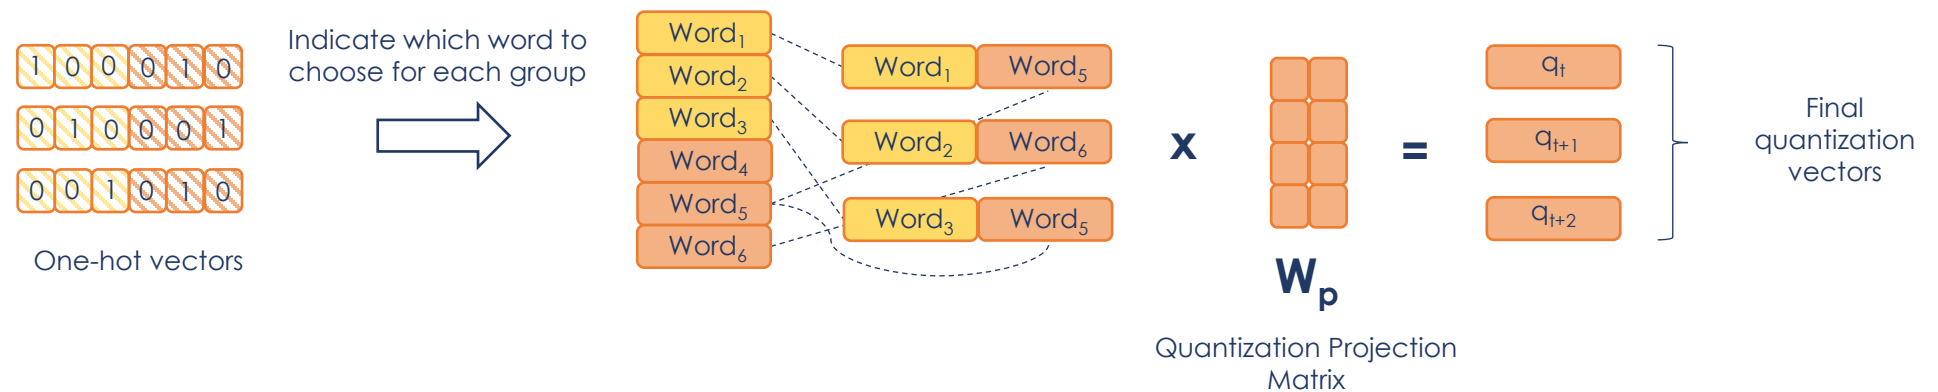 1 0 0 0 1 0
0 1 0 0 0 1
0 0 1 0 1 0
One-hot vectors
Indicate which word to
choose for each group
Word1
Word2
Word3
Word4
Word5
Word6
Word1 Word5
Word2 Word6
Word3 Word5
x
Wp
Quantization Projection
Matrix
=
qt
qt+1
qt+2
Final
quantization
vectors